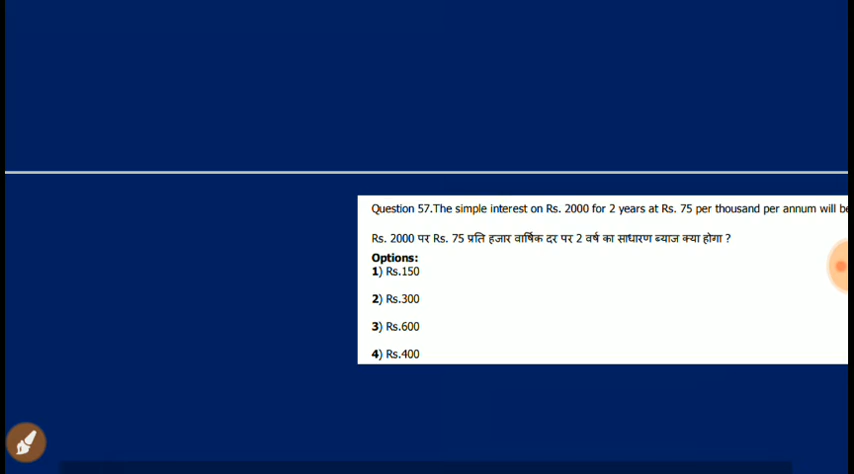 Question 57.The simple interest on Rs. 2000 for 2 years at Rs. 75 per thousand per annum will
Rs. 2000 पर Rs. 75 प्रति हजार वार्षिक दर पर 2 वर्ष का साधारण ब्याज क्या होगा ?
Options:
1) Rs.150
2) Rs.300
3) Rs.600
4) Rs.400